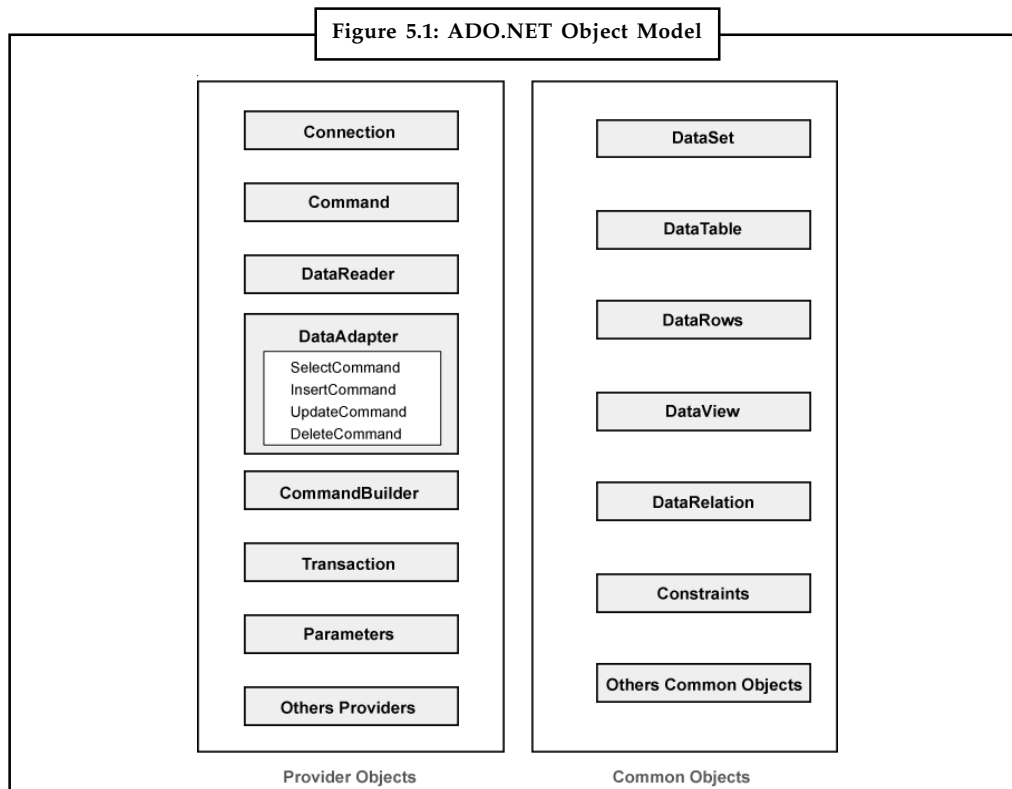 Figure 5.1: ADO.NET Object Model
Connection
Command
DataReader
DataAdapter
SelectCommand
InsertCommand
UpdateCommand
DeleteCommand
CommandBuilder
Transaction
Parameters
Others Providers
Provider Objects
DataSet
DataTable
DataRows
DataView
DataRelation
Constraints
Others Common Objects
Common Objects